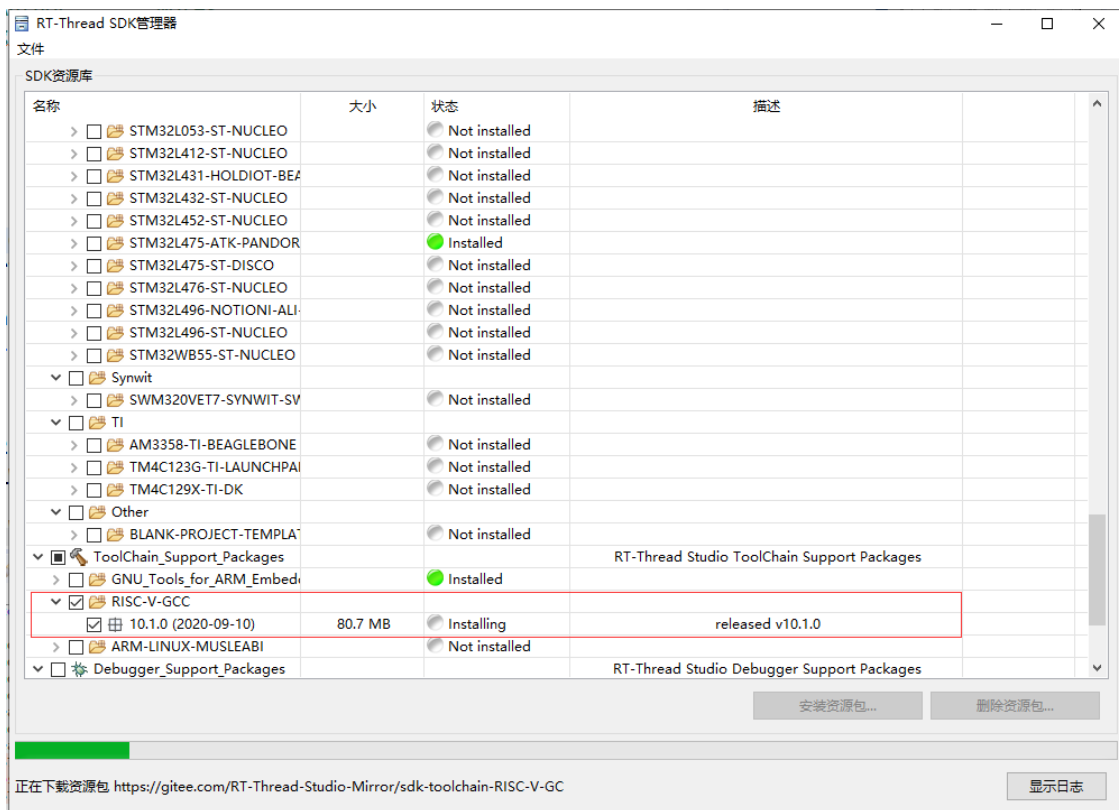 RT-Thread SDK管理器
文件
SDK资源库
名称 大小 状态 描述
STM32L053-ST-NUCLEO Not installed
STM32L412-ST-NUCLEO Not installed
STM32L431-HOLDIOT-BEA Not installed
STM32L432-ST-NUCLEO Not installed
STM32L452-ST-NUCLEO Not installed
STM32L475-ATK-PANDOR Installed
STM32L475-ST-DISCO Not installed
STM32L476-ST-NUCLEO Not installed
STM32L496-NOTIONI-ALI- Not installed
STM32L496-ST-NUCLEO Not installed
STM32WB55-ST-NUCLEO Not installed
Synwit
SWM320VET7-SYNWIT-SW Not installed
TI
AM3358-TI-BEAGLEBONE Not installed
TM4C123G-TI-LAUNCHPAI Not installed
TM4C129X-TI-DK Not installed
Other
BLANK-PROJECT-TEMPLAT Not installed
ToolChain_Support_Packages RT-Thread Studio ToolChain Support Packages
GNU_Tools_for_ARM_Embedd Installed
RISC-V-GCC
10.1.0 (2020-09-10) 80.7 MB Installing released v10.1.0
ARM-LINUX-MUSLEABI Not installed
Debugger_Support_Packages RT-Thread Studio Debugger Support Packages
安装资源包... 删除资源包...
正在下载资源包 https://gitee.com/RT-Thread-Studio-Mirror/sdk-toolchain-RISC-V-GC
显示日志